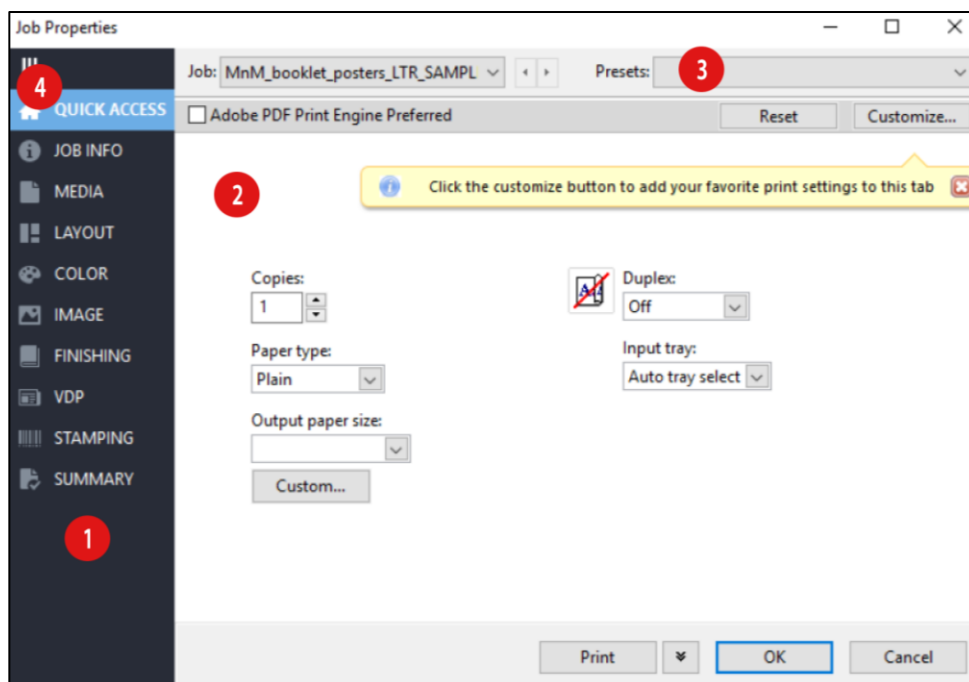 Job Properties
Job: MnM_booklet_posters_LTR_SAMPL Presets: 3
4
QUICK ACCESS
Adobe PDF Print Engine Preferred Reset Customize...
JOB INFO
MEDIA
LAYOUT
COLOR
IMAGE
FINISHING
VDP
STAMPING
SUMMARY
1
2
Click the customize button to add your favorite print settings to this tab
Copies:
1
Duplex:
Off
Paper type:
Plain
Input tray:
Auto tray select
Output paper size:
Custom...
Print OK Cancel